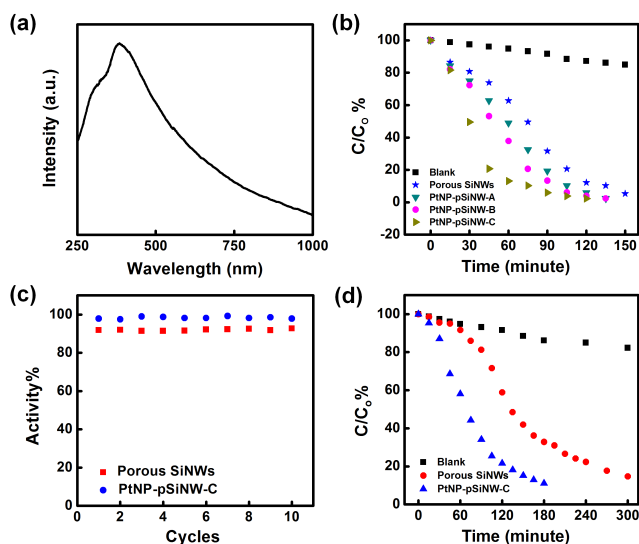 (a)
Intensity (a.u.)
250 500 750 1000
Wavelength (nm)
(b)
C/Co %
100
80
60
40
20
0
-20
Blank
Porous SiNWs
PtNP-pSiNW-A
PtNP-pSiNW-B
PtNP-pSiNW-C
0 30 60 90 120 150
Time (minute)
(c)
Activity%
100
80
60
40
20
0
Porous SiNWs
PtNP-pSiNW-C
0 2 4 6 8 10
Cycles
(d)
C/Co %
100
80
60
40
20
0
Blank
Porous SiNWs
PtNP-pSiNW-C
0 60 120 180 240 300
Time (minute)